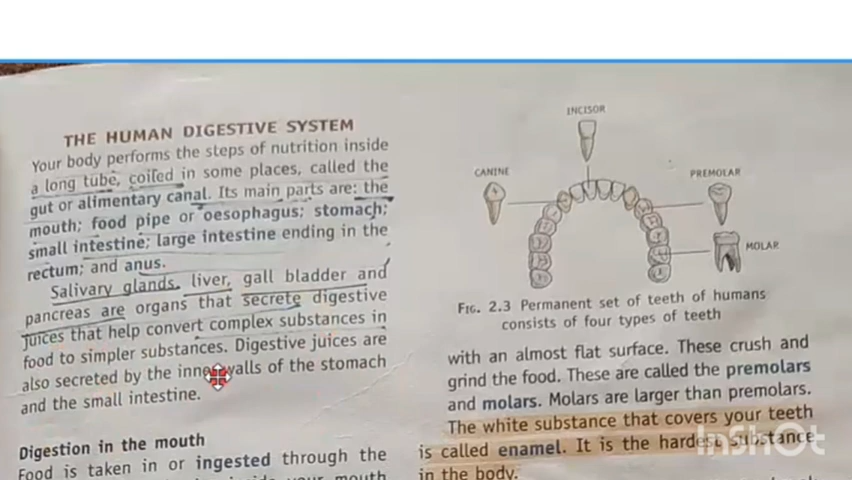 THE HUMAN DIGESTIVE SYSTEM
Your body performs the steps of nutrition inside
a long tube, coiled in some places, called the
gut or alimentary canal. Its main parts are: the
mouth; food pipe or oesophagus; stomach;
small intestine; large intestine ending in the
rectum; and anus.
Salivary glands, liver, gall bladder and
pancreas are organs that secrete digestive
juices that help convert complex substances in
food to simpler substances. Digestive juices are
also secreted by the inner walls of the stomach
and the small intestine.
Digestion in the mouth
Food is taken in or ingested through the
mouth
INCISOR
CANINE
PREMOLAR
MOLAR
FIG. 2.3 Permanent set of teeth of humans
consists of four types of teeth
with an almost flat surface. These crush and
grind the food. These are called the premolars
and molars. Molars are larger than premolars.
The white substance that covers your teeth
is called enamel. It is the hardest substance
in the body.
InShOt